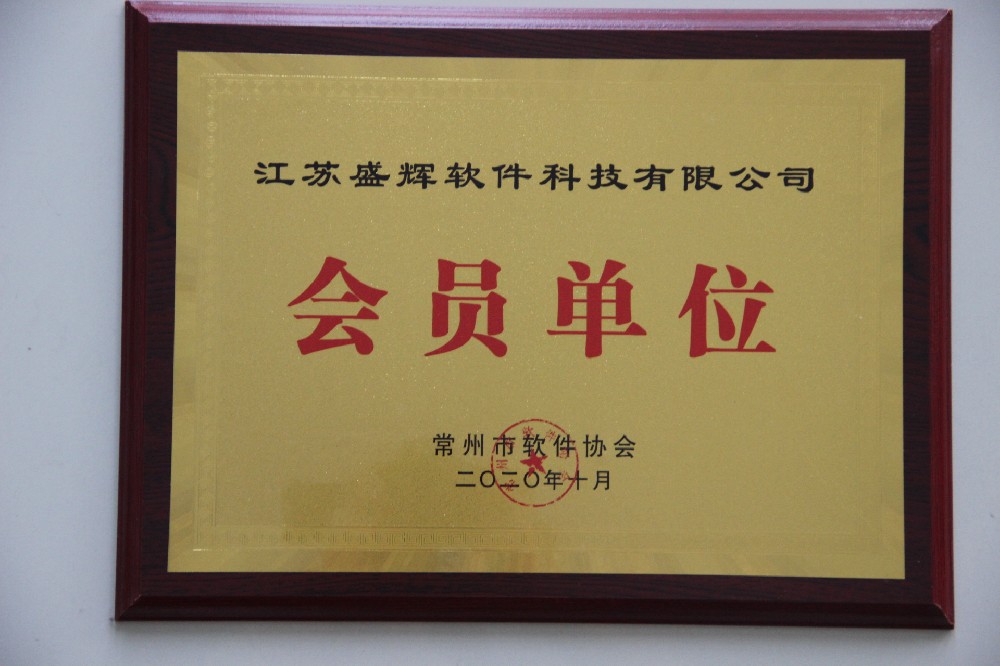 江苏盛辉软件科技有限公司
会员单位
常州市软件协会
二〇二〇年十月